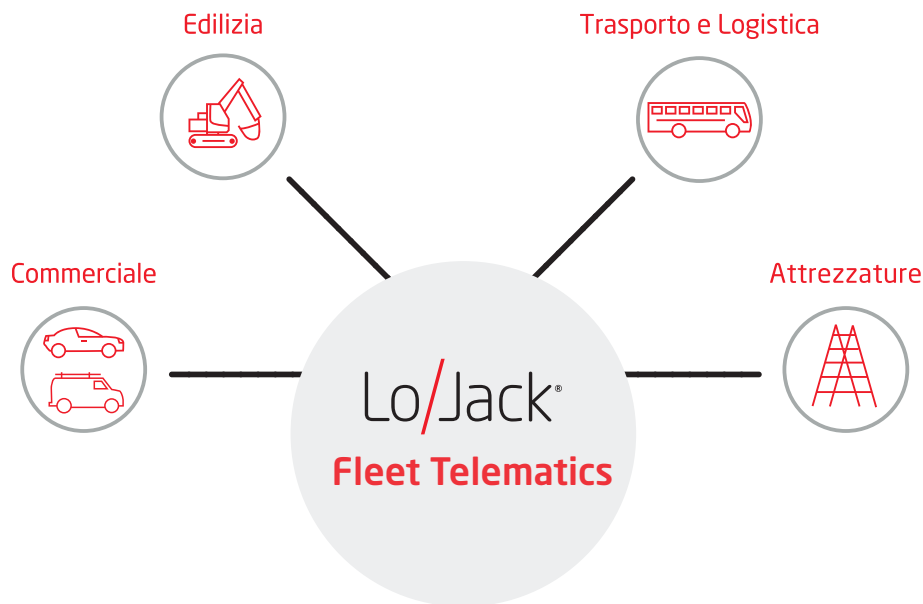 Edilizia
Trasporto e Logistica
Commerciale
Attrezzature
Lo/Jack®
Fleet Telematics